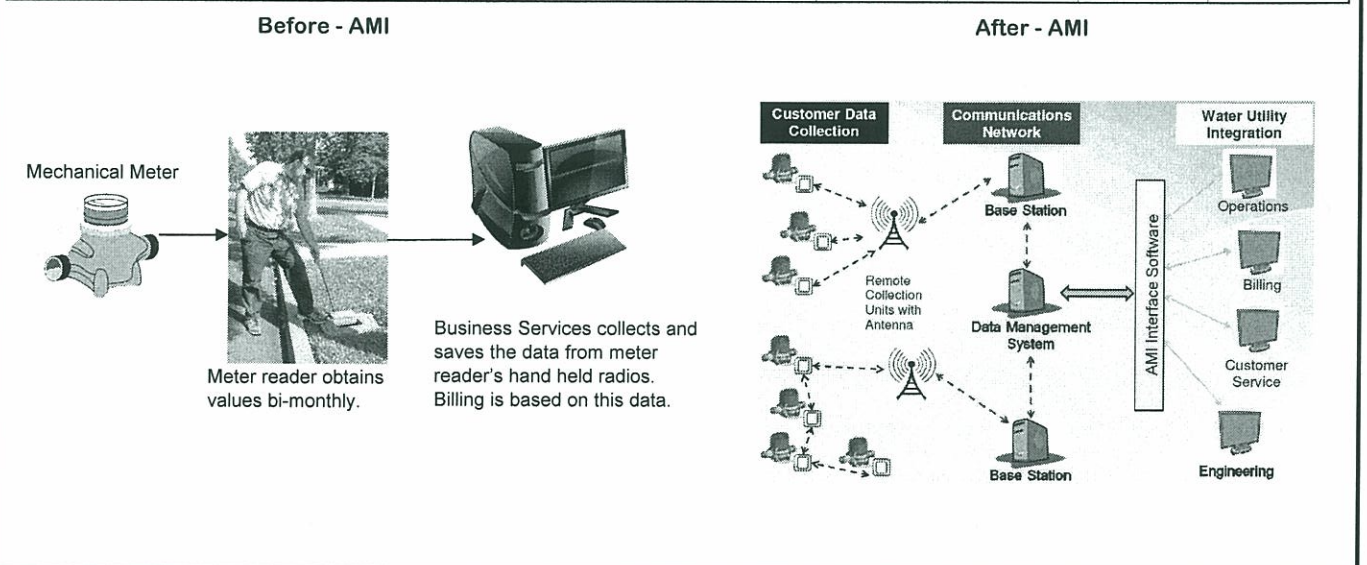 Before - AMI
Mechanical Meter
Meter reader obtains
values bi-monthly.
Business Services collects and
saves the data from meter
reader's hand held radios.
Billing is based on this data.
After - AMI
Customer Data
Collection
Communications
Network
Water Utility
Integration
Base Station
Remote
Collection
Units with
Antenna
Data Management
System
Base Station
AMI Interface Software
Operations
Billing
Customer
Service
Engineering